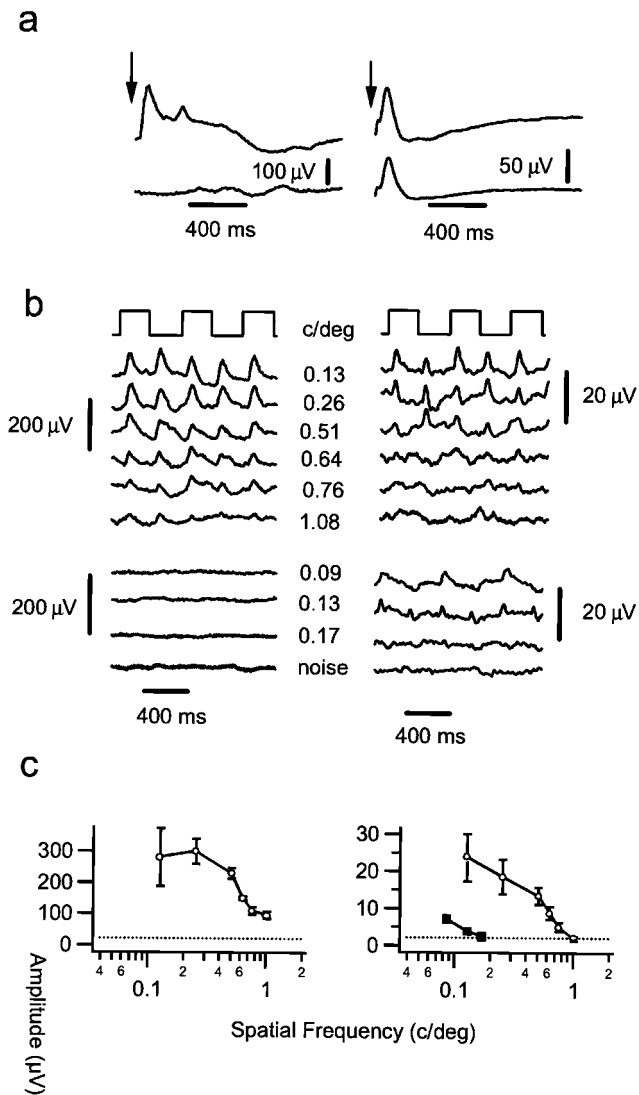 a
100 µV
50 µV
400 ms
400 ms
b
c/deg
0.13
0.26
0.51
0.64
0.76
1.08
200 µV
20 µV
0.09
0.13
0.17
noise
200 µV
20 µV
400 ms
400 ms
c
300
200
100
0
30
20
10
0
4 6 0.1 2 4 6 1 2
4 6 0.1 2 4 6 1 2
Amplitude (µV)
Spatial Frequency (c/deg)